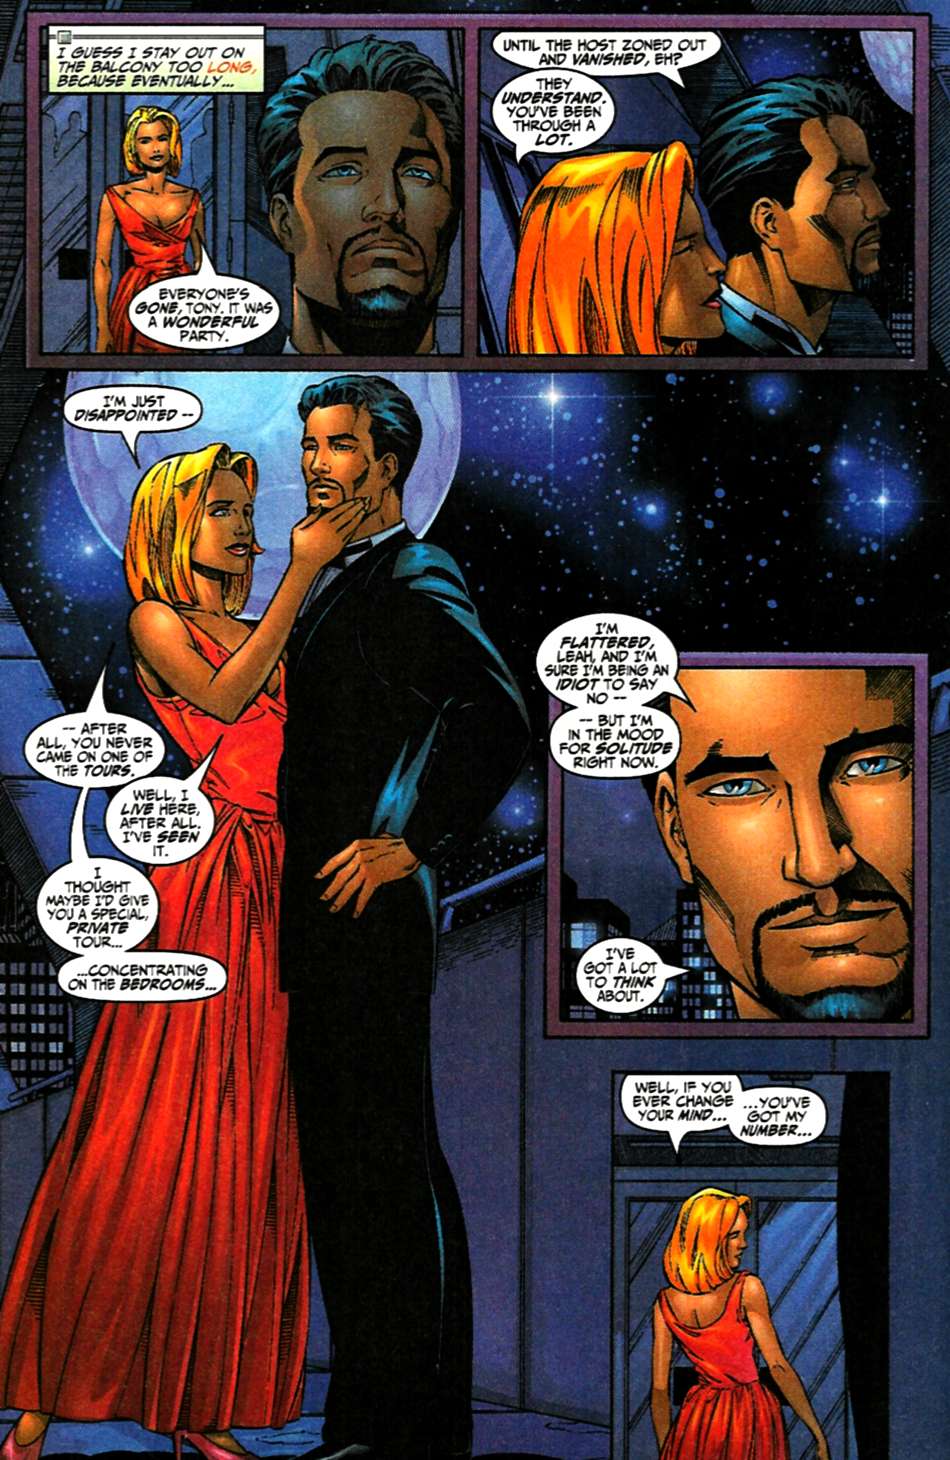 I GUESS I STAY OUT ON
THE BALCONY TOO LONG,
BECAUSE EVENTUALLY...
EVERYONE'S
GONE, TONY. IT WAS
A WONDERFUL
PARTY.
UNTIL THE HOST ZONED OUT
AND VANISHED, EH?
THEY
UNDERSTAND.
YOU'VE BEEN
THROUGH A
LOT.
I'M JUST
DISAPPOINTED --
-- AFTER
ALL, YOU NEVER
CAME ON ONE OF
THE TOURS.
WELL, I
LIVE HERE,
AFTER ALL.
I'VE SEEN
IT.
I
THOUGHT
MAYBE I'D GIVE
YOU A SPECIAL,
PRIVATE
TOUR...
...CONCENTRATING
ON THE BEDROOMS...
I'M
FLATTERED,
LEAH, AND I'M
SURE I'M BEING AN
IDIOT TO SAY
NO --
-- BUT I'M
IN THE MOOD
FOR SOLITUDE
RIGHT NOW.
I'VE
GOT A LOT
TO THINK
ABOUT.
WELL, IF YOU
EVER CHANGE
YOUR MIND...
...YOU'VE
GOT MY
NUMBER...